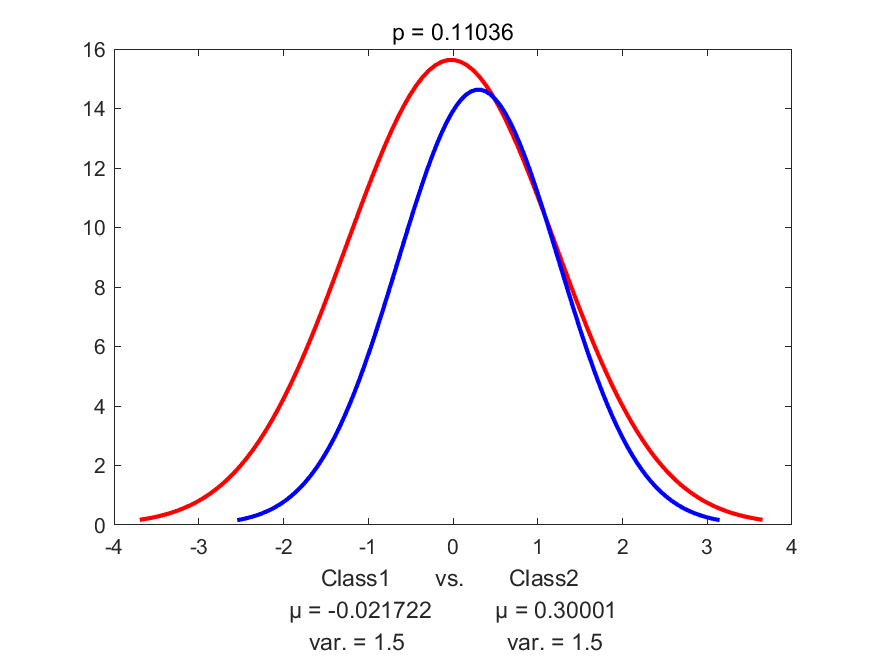 p = 0.11036
16
14
12
10
8
6
4
2
0
-4 -3 -2 -1 0 1 2 3 4
Class1 vs. Class2
μ = -0.021722 μ = 0.30001
var. = 1.5 var. = 1.5